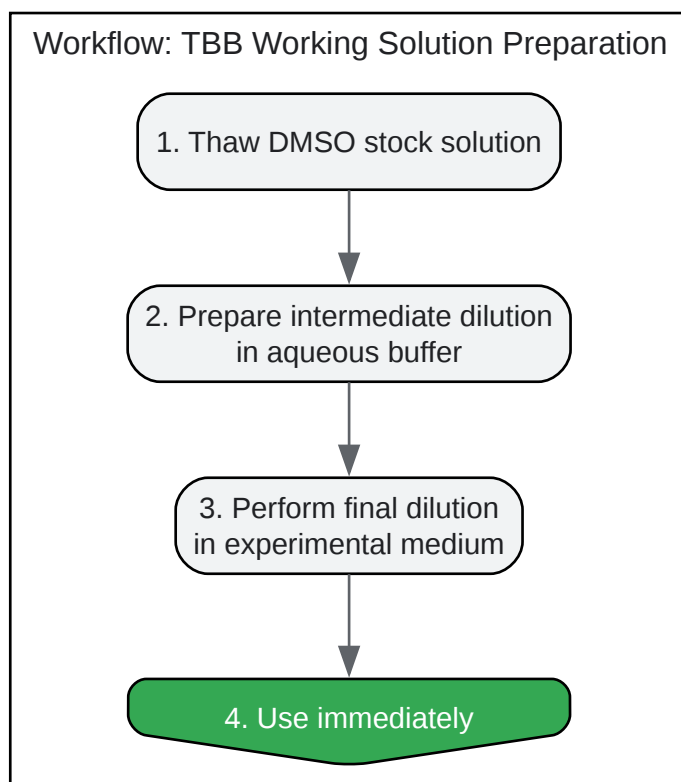 Workflow: TBB Working Solution Preparation
1. Thaw DMSO stock solution
2. Prepare intermediate dilution
in aqueous buffer
3. Perform final dilution
in experimental medium
4. Use immediately